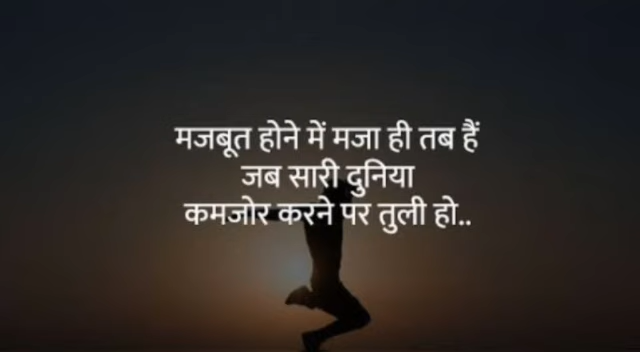 मजबूत होने में मजा ही तब हैं
जब सारी दुनिया
कमजोर करने पर तुली हो..